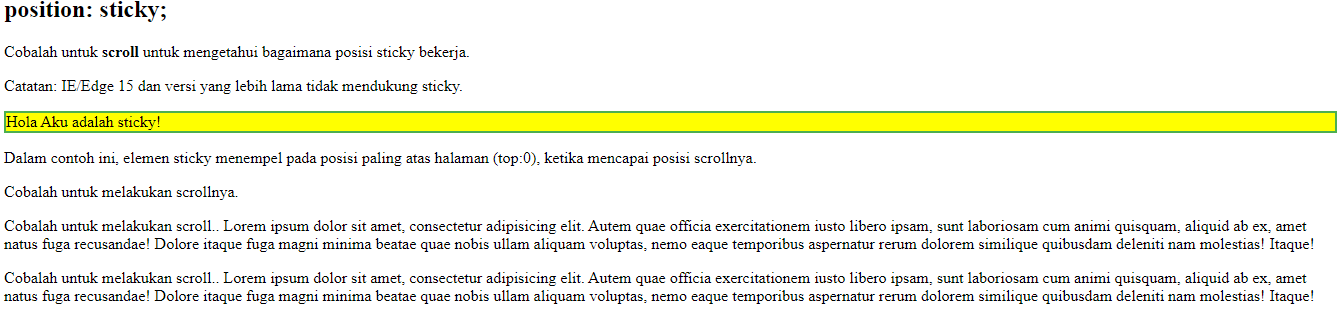 position: sticky;
Cobalah untuk scroll untuk mengetahui bagaimana posisi sticky bekerja.
Catatan: IE/Edge 15 dan versi yang lebih lama tidak mendukung sticky.
Hola Aku adalah sticky!
Dalam contoh ini, elemen sticky menempel pada posisi paling atas halaman (top:0), ketika mencapai posisi scrollnya.
Cobalah untuk melakukan scrollnya.
Cobalah untuk melakukan scroll.. Lorem ipsum dolor sit amet, consectetur adipisicing elit. Autem quae officia exercitationem iusto libero ipsam, sunt laboriosam cum animi quisquam, aliquid ab ex, amet
natus fuga recusandae! Dolore itaque fuga magni minima beatae quae nobis ullam aliquam voluptas, nemo eaque temporibus aspernatur rerum dolorem similique quibusdam deleniti nam molestias! Itaque!
Cobalah untuk melakukan scroll.. Lorem ipsum dolor sit amet, consectetur adipisicing elit. Autem quae officia exercitationem iusto libero ipsam, sunt laboriosam cum animi quisquam, aliquid ab ex, amet
natus fuga recusandae! Dolore itaque fuga magni minima beatae quae nobis ullam aliquam voluptas, nemo eaque temporibus aspernatur rerum dolorem similique quibusdam deleniti nam molestias! Itaque!